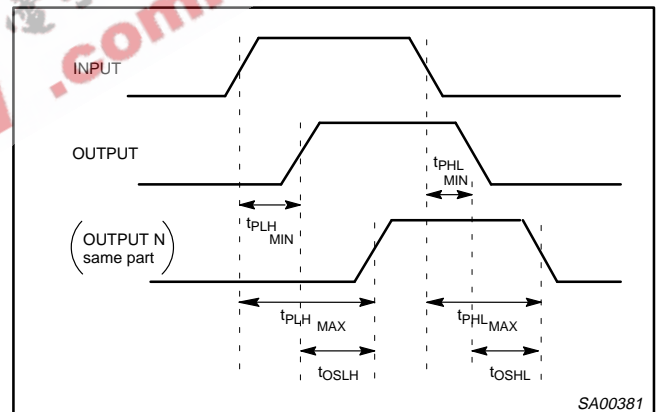 .com
INPUT
OUTPUT
tPHL
MIN
tPLH
MIN
(OUTPUT N
same part)
tPLH MAX
tPHL MAX
tOSLH
tOSHL
SA00381